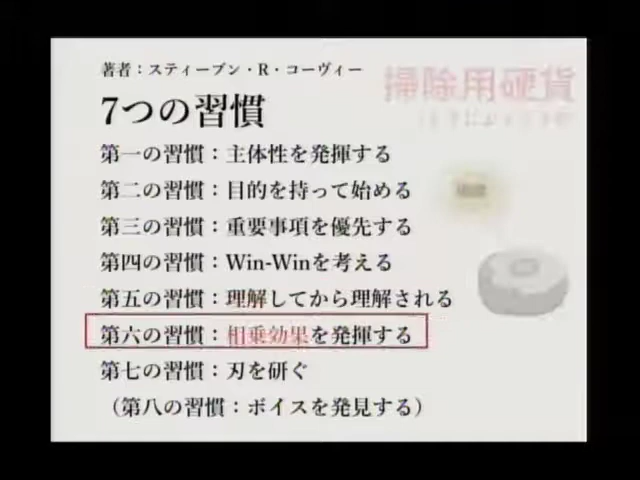 著者：スティーブン・R・コーヴィー
掃除用硬貨
7つの習慣
第一の習慣：主体性を発揮する
第二の習慣：目的を持って始める
第三の習慣：重要事項を優先する
第四の習慣：Win-Winを考える
第五の習慣：理解してから理解される
第六の習慣：相乗効果を発揮する
第七の習慣：刃を研ぐ
（第八の習慣：ボイスを発見する）